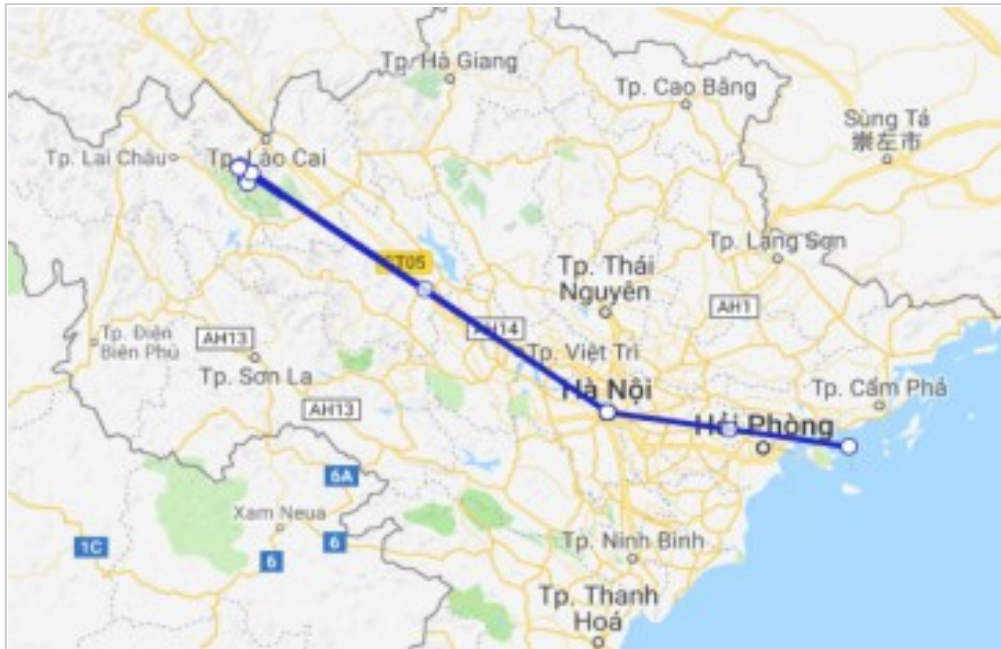 Tp. Hà Giang
Tp. Cao Bằng
Sùng Tả
崇左市
Tp. Lai Châu
Tp. Lào Cai
Tp. Lạng Sơn
CT05
Tp. Thái
Nguyên
AH1
Tp. Điện
Biên Phủ
AH13
AH14
Tp. Việt Trì
Tp. Sơn La
Hà Nội
Tp. Cẩm Phả
AH13
Hải Phòng
6A
Xam Neua
1C
6
6
Tp. Ninh Bình
Tp. Thanh
Hoá